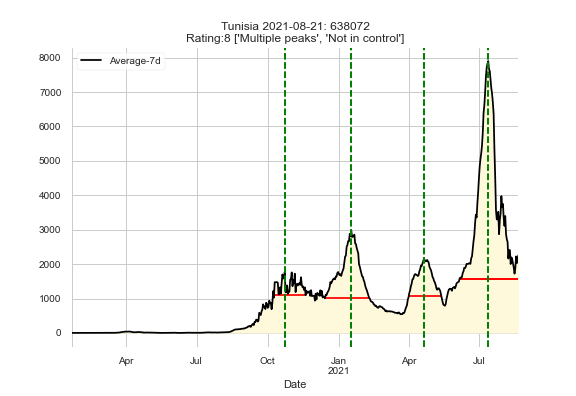 Tunisia 2021-08-21: 638072
Rating:8 ['Multiple peaks', 'Not in control']
Average-7d
8000
7000
6000
5000
4000
3000
2000
1000
0
Apr Jul Oct Jan Apr Jul
2021
Date